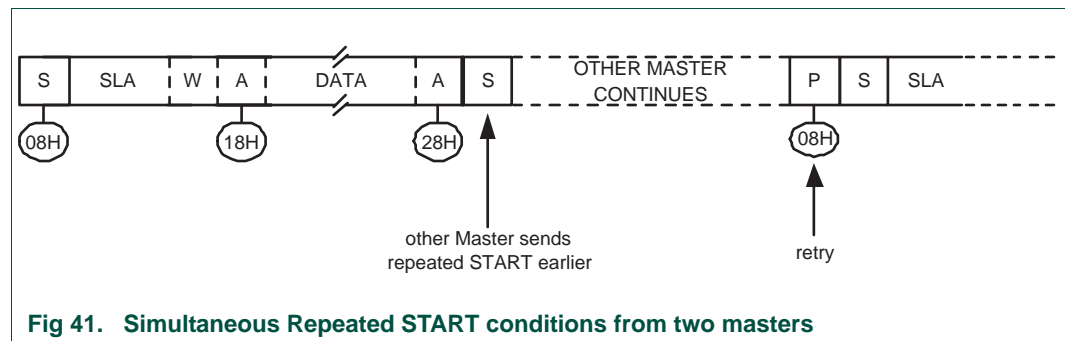 S SLA W A DATA A S OTHER MASTER CONTINUES P S SLA
08H 18H 28H 08H
other Master sends
repeated START earlier
retry
Fig 41. Simultaneous Repeated START conditions from two masters